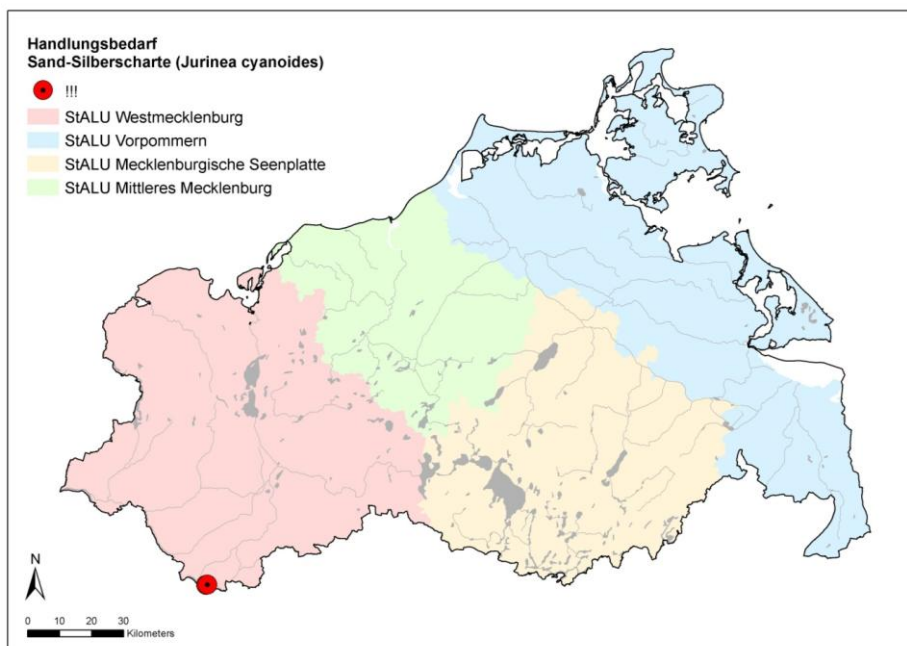 Handlungsbedarf
Sand-Silberscharte (Jurinea cyanoides)
!!!
StALU Westmecklenburg
StALU Vorpommern
StALU Mecklenburgische Seenplatte
StALU Mittleres Mecklenburg
N
0 10 20 30
Kilometers